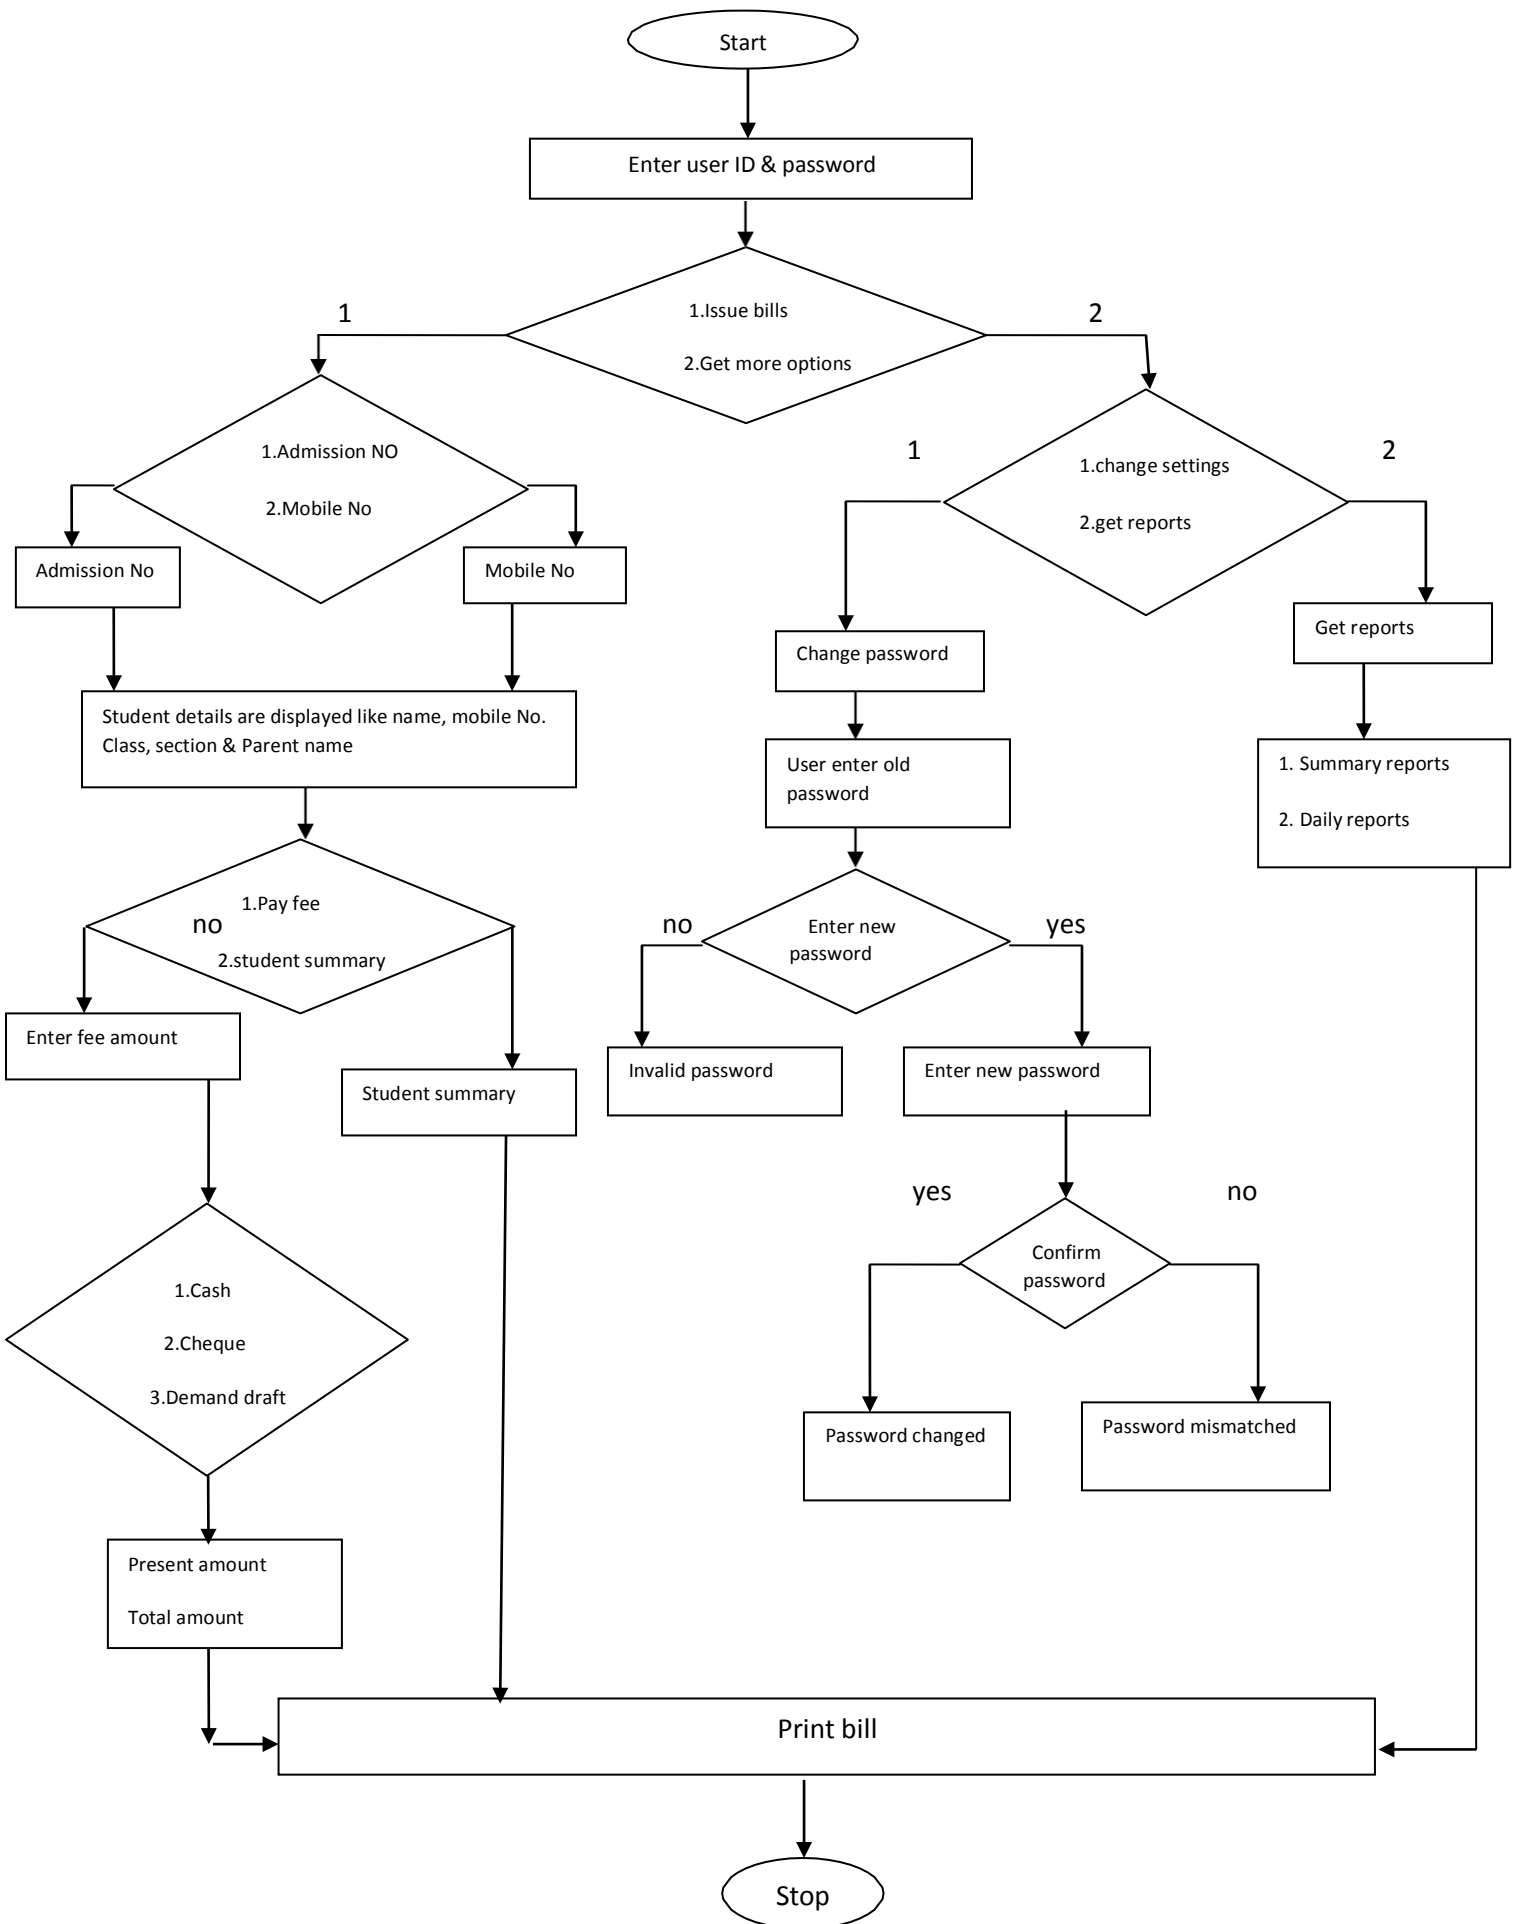 Start
Enter user ID & password
1
1.Issue bills
2.Get more options
2
1.Admission NO
2.Mobile No
1
1.change settings
2.get reports
2
Admission No
Mobile No
Get reports
Change password
Student details are displayed like name, mobile No.
Class, section & Parent name
User enter old
password
1. Summary reports
2. Daily reports
no
1.Pay fee
2.student summary
no
Enter new
password
yes
Enter fee amount
Student summary
Invalid password
Enter new password
yes
no
Confirm
password
1.Cash
2.Cheque
3.Demand draft
Password changed
Password mismatched
Present amount
Total amount
Print bill
Stop